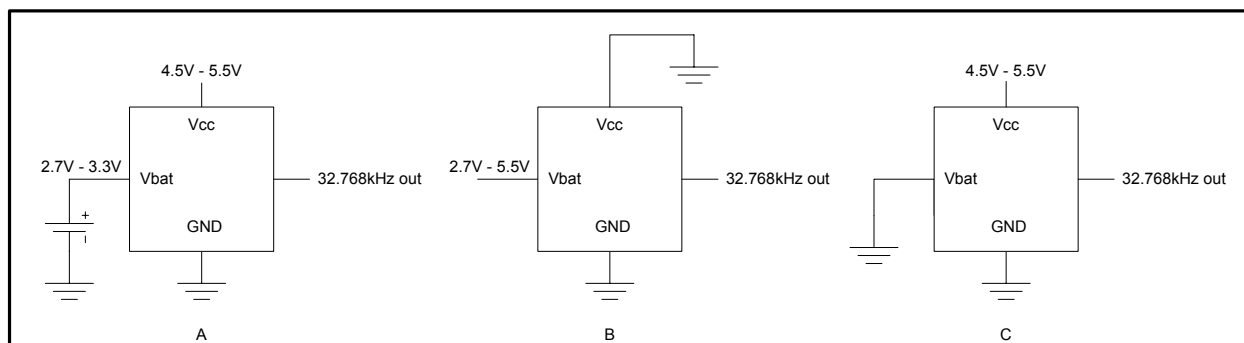 4.5V - 5.5V
Vcc
2.7V - 3.3V
Vbat
32.768kHz out
+
-
GND
A
Vcc
2.7V - 5.5V
Vbat
32.768kHz out
GND
B
4.5V - 5.5V
Vcc
Vbat
32.768kHz out
GND
C